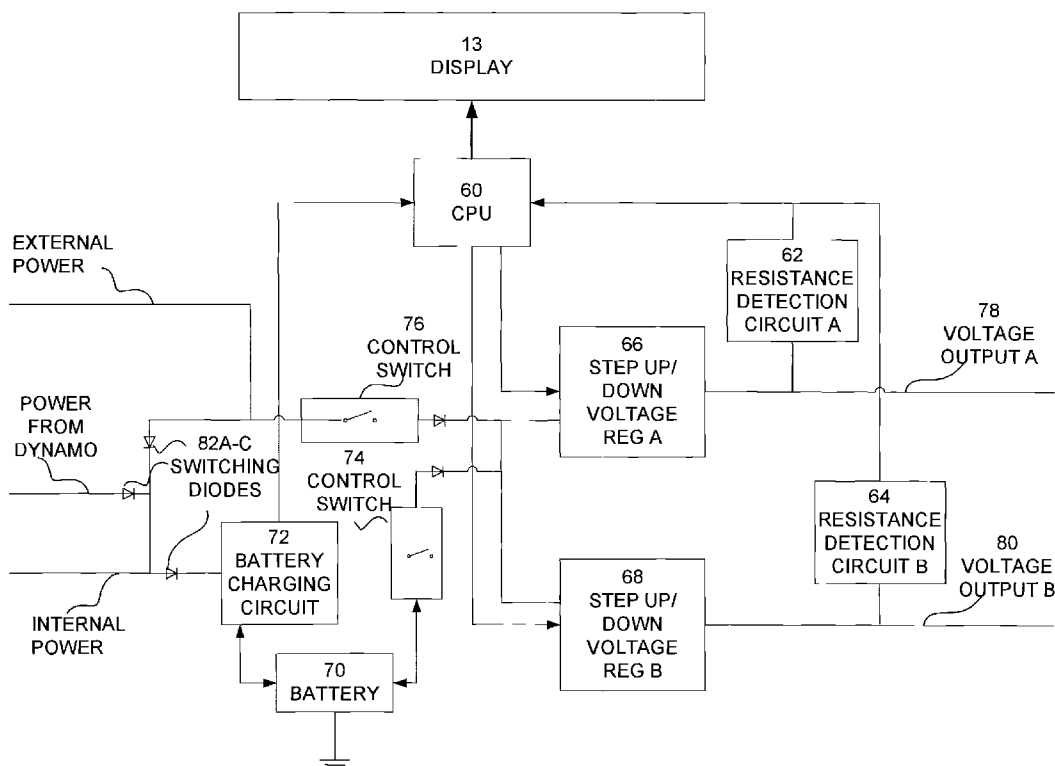 13
DISPLAY
60
CPU
EXTERNAL
POWER
62
RESISTANCE
DETECTION
CIRCUIT A
76
CONTROL
SWITCH
78
VOLTAGE
OUTPUT A
66
STEP UP/
DOWN
VOLTAGE
REG A
POWER
FROM
DYNAMO
82A-C
SWITCHING
DIODES
74
CONTROL
SWITCH
64
RESISTANCE
DETECTION
CIRCUIT B
72
BATTERY
CHARGING
CIRCUIT
80
VOLTAGE
OUTPUT B
68
STEP UP/
DOWN
VOLTAGE
REG B
INTERNAL
POWER
70
BATTERY